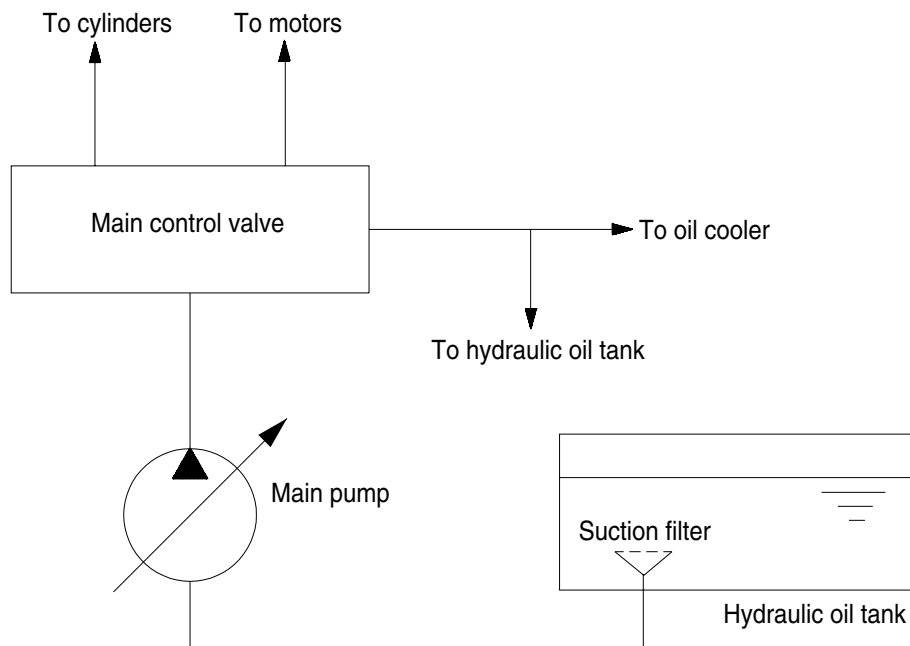 To cylinders
To motors
Main control valve
To oil cooler
To hydraulic oil tank
Main pump
Suction filter
Hydraulic oil tank